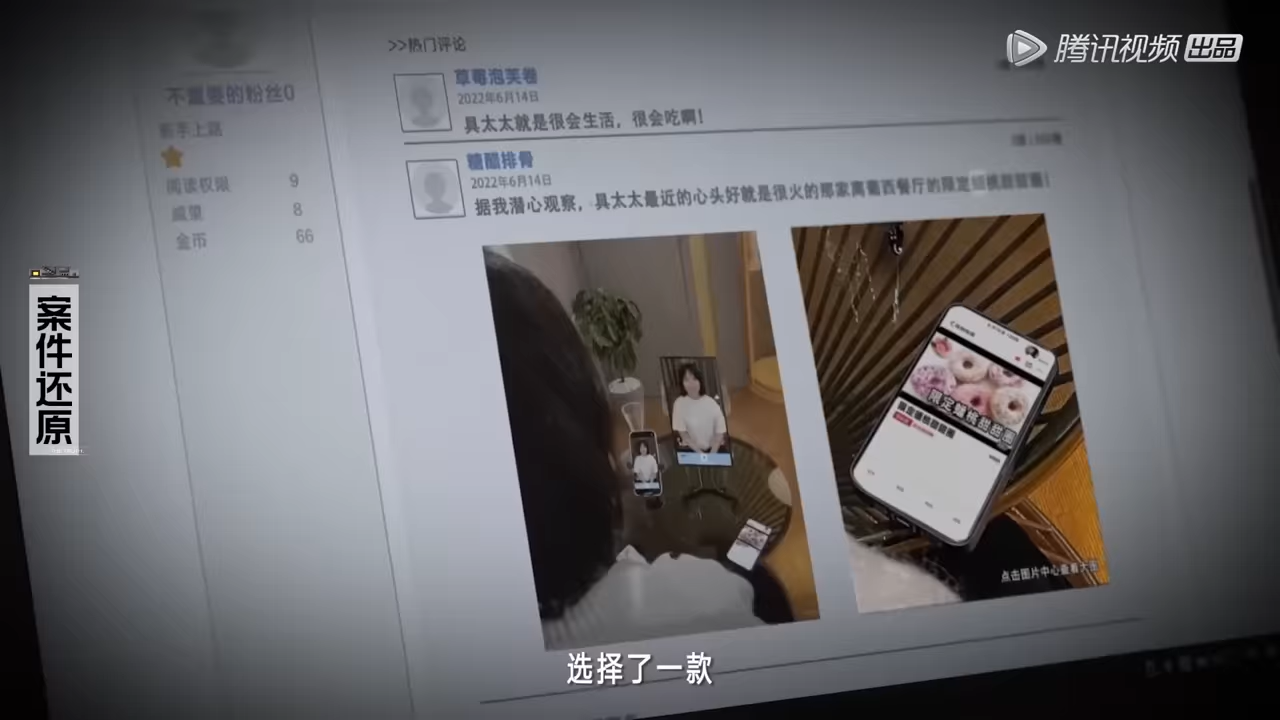 腾讯视频 出品
>>热门评论
草莓泡芙卷
2022年6月14日
具太太就是很会生活，很会吃啊！
糖醋排骨
2022年6月14日
据我潜心观察，具太太最近的心头好就是很火的那家离葡西餐厅的限定
不重要的粉丝0
新手上路
阅读权限 9
威望 8
金币 66
案件还原
限定蜜桃甜甜圈
点击图片中心查看大图
选择了一款